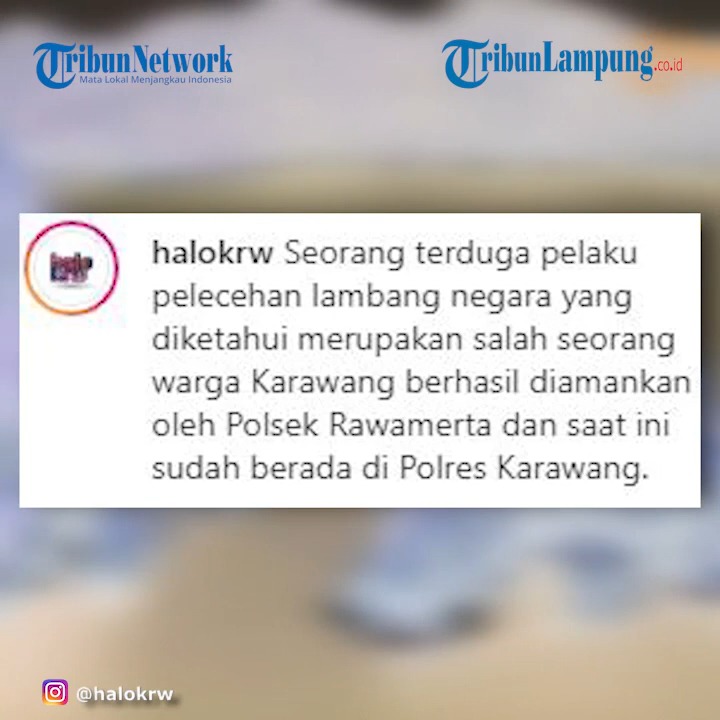 TribunNetwork
Mata Lokal Menjangkau Indonesia
TribunLampung.co.id
halokrw Seorang terduga pelaku
pelecehan lambang negara yang
diketahui merupakan salah seorang
warga Karawang berhasil diamankan
oleh Polsek Rawamerta dan saat ini
sudah berada di Polres Karawang.
@halokrw